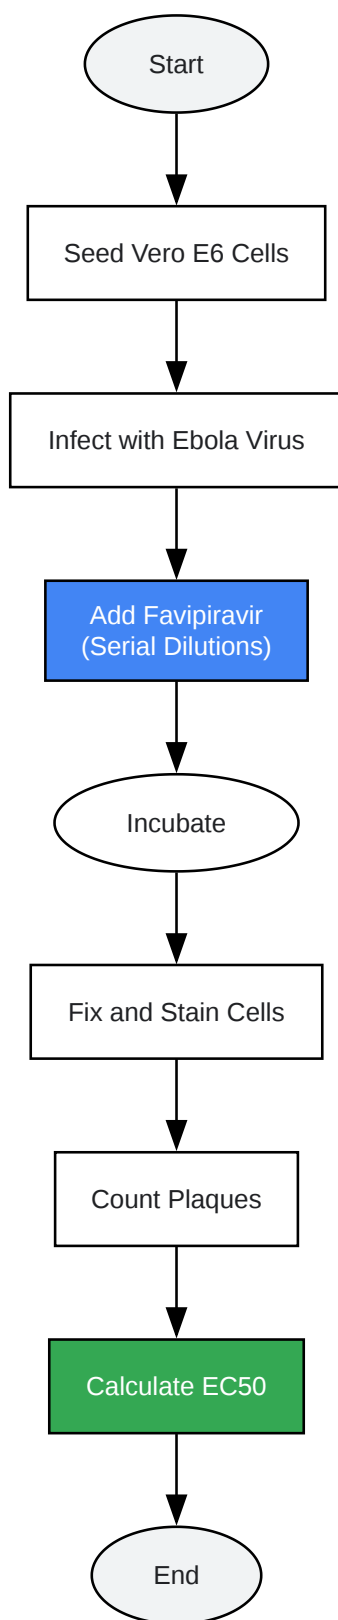 Start
Seed Vero E6 Cells
Infect with Ebola Virus
Add Favipiravir
(Serial Dilutions)
Incubate
Fix and Stain Cells
Count Plaques
Calculate EC50
End